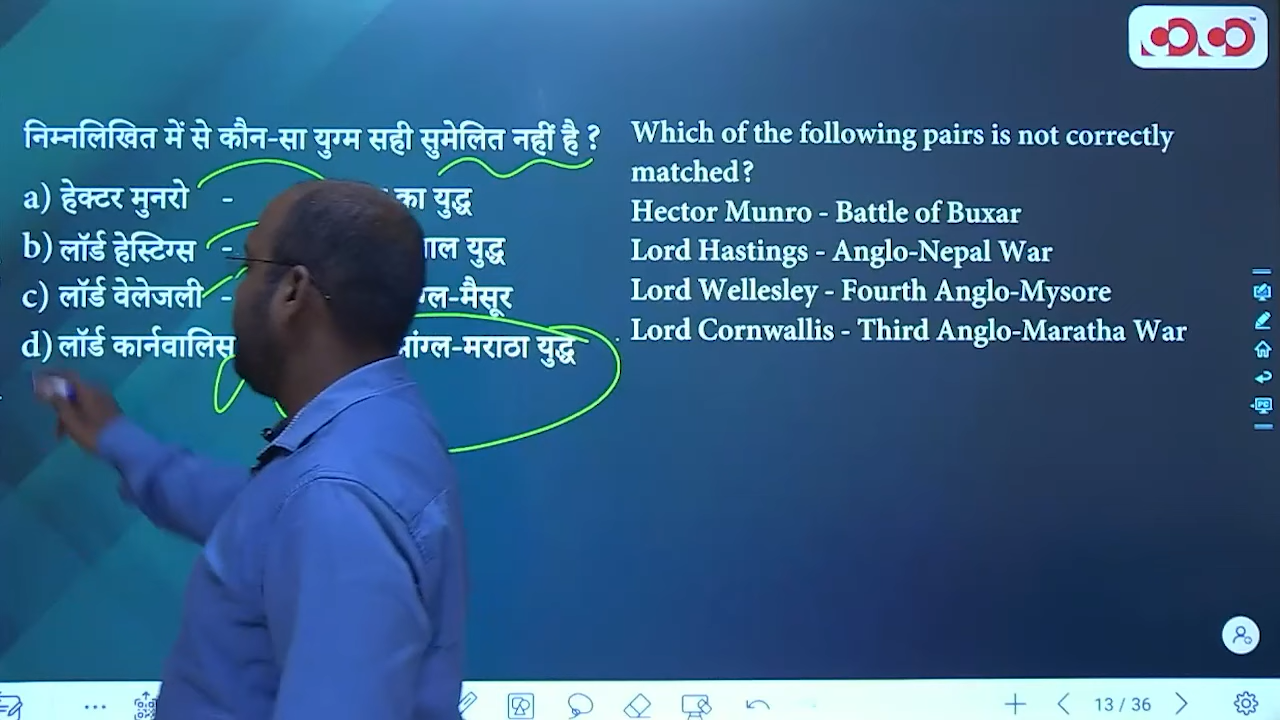 निम्नलिखित में से कौन-सा युग्म सही सुमेलित नहीं है ?
a) हेक्टर मुनरो - का युद्ध
b) लॉर्ड हेस्टिंग्स - युद्ध
c) लॉर्ड वेलेजली -
d) लॉर्ड कार्नवालिस युद्ध
Which of the following pairs is not correctly
matched?
Hector Munro - Battle of Buxar
Lord Hastings - Anglo-Nepal War
Lord Wellesley - Fourth Anglo-Mysore
Lord Cornwallis - Third Anglo-Maratha War
13 / 36